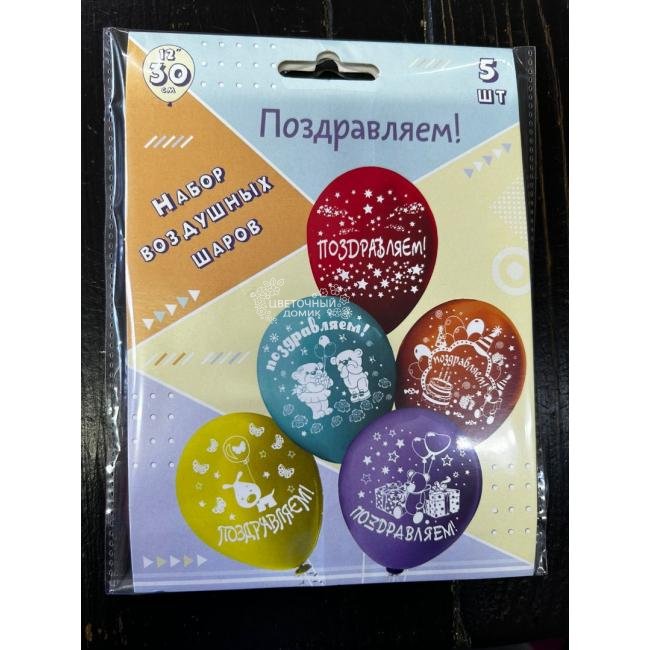 12"
30
см
5
шт
Поздравляем!
Набор
воздушных
шаров
ПОЗДРАВЛЯЕМ!
ЦВЕТОЧНЫЙ
ДОМИК
поздравляем!
поздравляем!
ПОЗДРАВЛЯЕМ!
ПОЗДРАВЛЯЕМ!